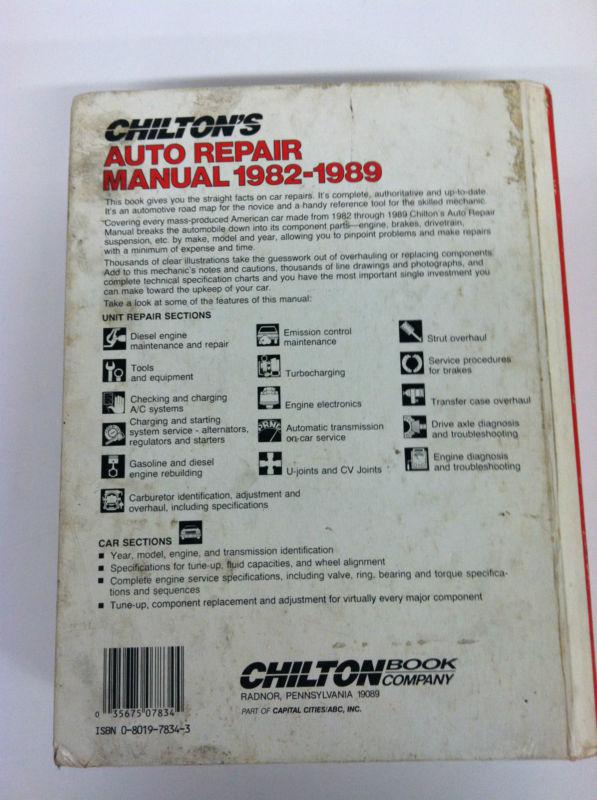 CHILTON'S
AUTO REPAIR
MANUAL 1982-1989
This book gives you the straight facts on car repairs. It's complete, authoritative and up-to-date.
It's an automotive road map for the novice and a handy reference tool for the skilled mechanic.
Covering every mass-produced American car made from 1982 through 1989 Chilton's Auto Repair
Manual breaks the automobile down into its component parts—engine, brakes, drivetrain,
suspension, etc. by make, model and year, allowing you to pinpoint problems and make repairs
with a minimum of expense and time.
Thousands of clear illustrations take the guesswork out of overhauling or replacing components.
Add to this mechanic's notes and cautions, thousands of line drawings and photographs, and
complete technical specification charts and you have the most important single investment you
can make toward the upkeep of your car.
Take a look at some of the features of this manual:
UNIT REPAIR SECTIONS
Diesel engine
maintenance and repair
Tools
and equipment
Checking and charging
A/C systems
Charging and starting
system service - alternators,
regulators and starters
Gasoline and diesel
engine rebuilding
Carburetor identification, adjustment and
overhaul, including specifications
Emission control
maintenance
Turbocharging
Engine electronics
PRND
Automatic transmission
on-car service
U-joints and CV Joints
Strut overhaul
Service procedures
for brakes
Transfer case overhaul
Drive axle diagnosis
and troubleshooting
Engine diagnosis
and troubleshooting
CAR SECTIONS
■ Year, model, engine, and transmission identification
■ Specifications for tune-up, fluid capacities, and wheel alignment
■ Complete engine service specifications, including valve, ring, bearing and torque specifica-
tions and sequences
■ Tune-up, component replacement and adjustment for virtually every major component
0 35675 07834
ISBN 0-8019-7834-3
CHILTON BOOK
COMPANY
RADNOR, PENNSYLVANIA 19089
PART OF CAPITAL CITIES/ABC, INC.